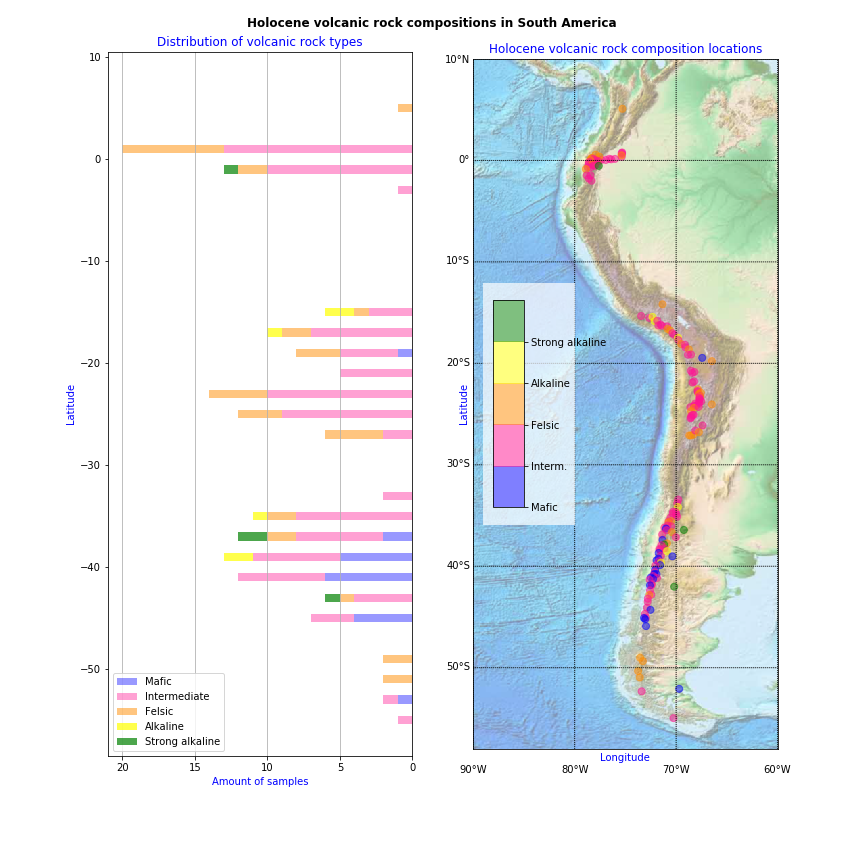 Holocene volcanic rock compositions in South America
Distribution of volcanic rock types
10
0
−10
−20
−30
−40
−50
Latitude
Mafic
Intermediate
Felsic
Alkaline
Strong alkaline
20
15
10
5
0
Amount of samples
Holocene volcanic rock composition locations
10°N
0°
10°S
20°S
30°S
40°S
50°S
Latitude
Strong alkaline
Alkaline
Felsic
Interm.
Mafic
90°W
80°W
70°W
60°W
Longitude